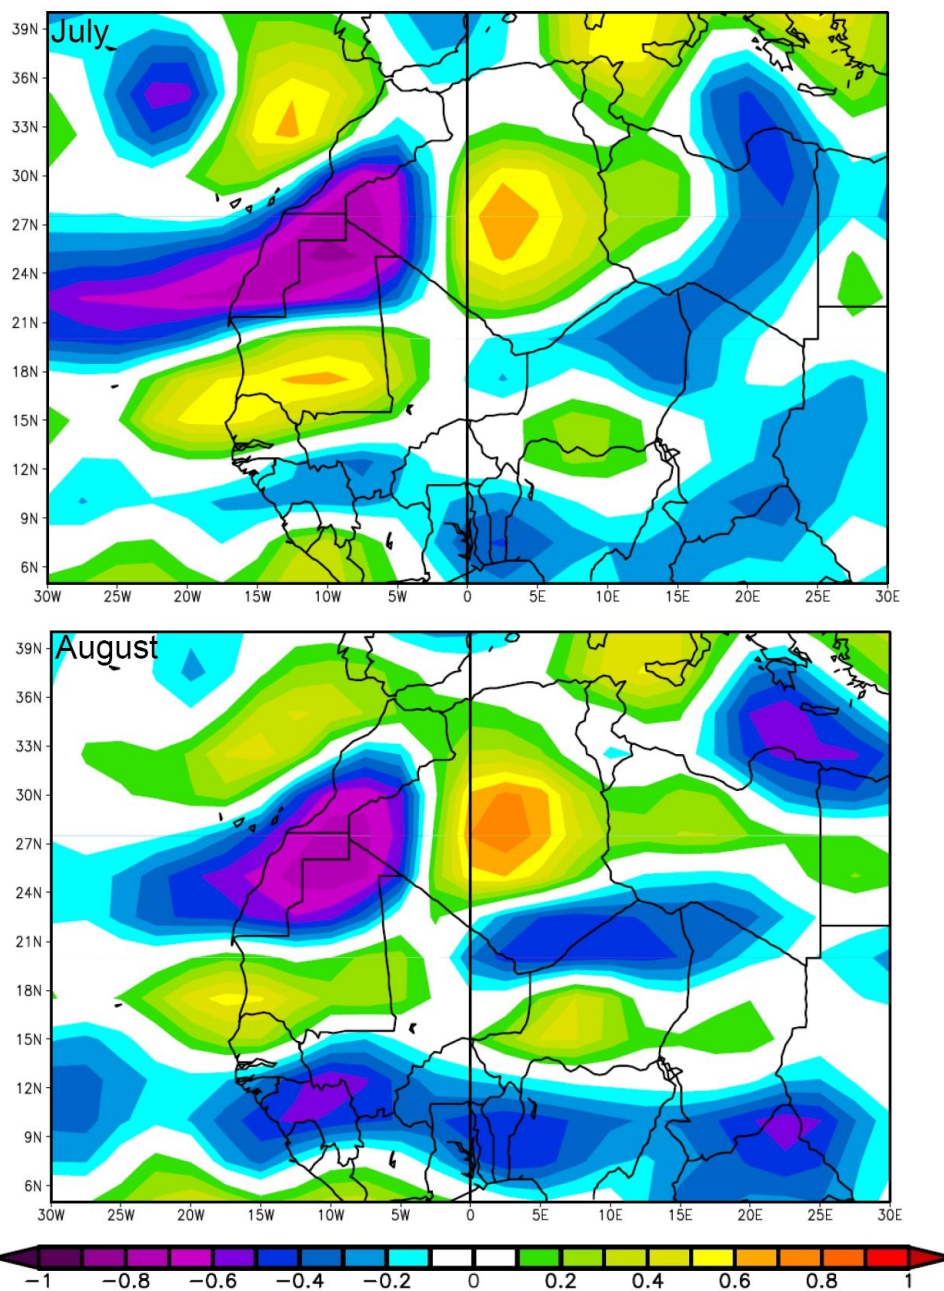 July
39N
36N
33N
30N
27N
24N
21N
18N
15N
12N
9N
6N
30W 25W 20W 15W 10W 5W 0 5E 10E 15E 20E 25E 30E
August
39N
36N
33N
30N
27N
24N
21N
18N
15N
12N
9N
6N
30W 25W 20W 15W 10W 5W 0 5E 10E 15E 20E 25E 30E
−1 −0.8 −0.6 −0.4 −0.2 0 0.2 0.4 0.6 0.8 1